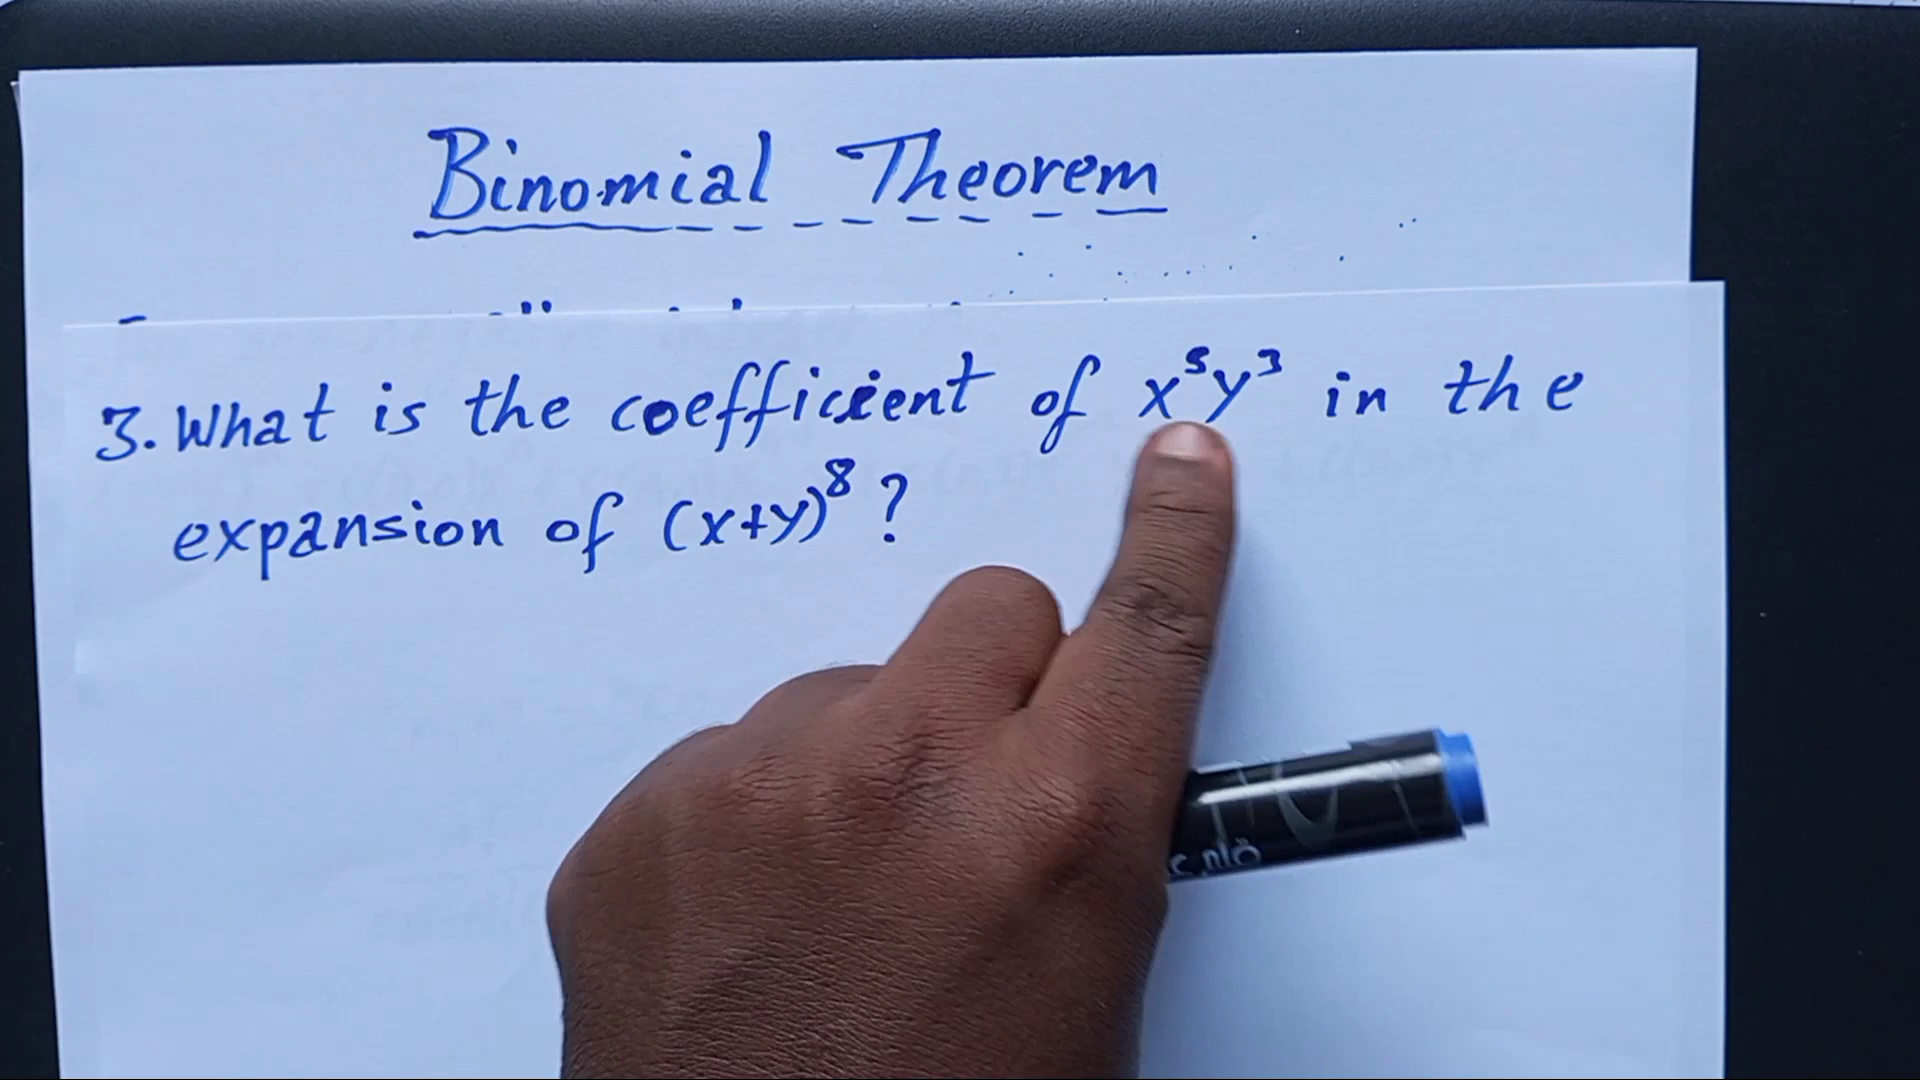 Binomial Theorem
3. What is the coefficient of x⁵y³ in the
expansion of (x+y)⁸ ?